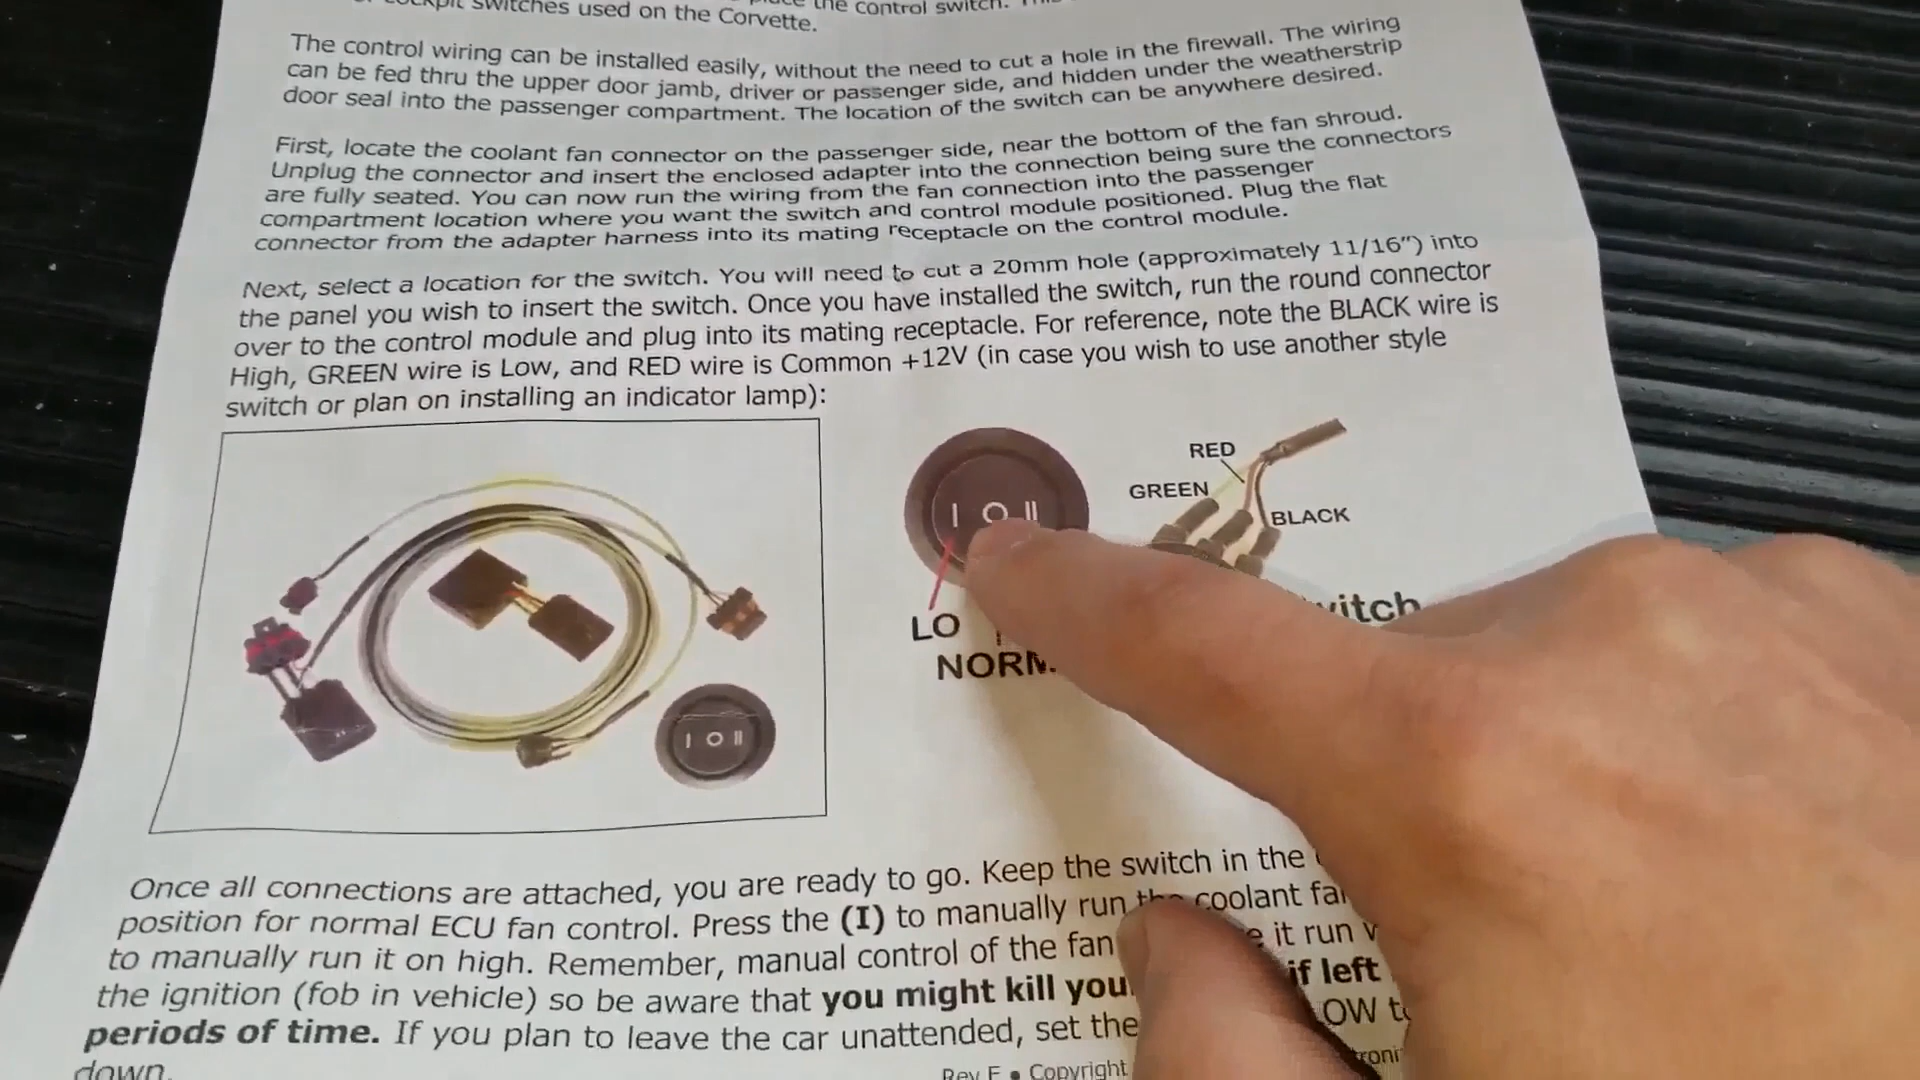 cockpit switches used on the Corvette.
the control switch.
The control wiring can be installed easily, without the need to cut a hole in the firewall. The wiring
can be fed thru the upper door jamb, driver or passenger side, and hidden under the weatherstrip
door seal into the passenger compartment. The location of the switch can be anywhere desired.
First, locate the coolant fan connector on the passenger side, near the bottom of the fan shroud.
Unplug the connector and insert the enclosed adapter into the connection being sure the connectors
are fully seated. You can now run the wiring from the fan connection into the passenger
compartment location where you want the switch and control module positioned. Plug the flat
connector from the adapter harness into its mating receptacle on the control module.
Next, select a location for the switch. You will need to cut a 20mm hole (approximately 11/16") into
the panel you wish to insert the switch. Once you have installed the switch, run the round connector
over to the control module and plug into its mating receptacle. For reference, note the BLACK wire is
High, GREEN wire is Low, and RED wire is Common +12V (in case you wish to use another style
switch or plan on installing an indicator lamp):
I O II
RED
GREEN
BLACK
LO
NORM
I O II
Once all connections are attached, you are ready to go. Keep the switch in the
position for normal ECU fan control. Press the (I) to manually run the coolant
to manually run it on high. Remember, manual control of the fan it run
the ignition (fob in vehicle) so be aware that you might kill if left
periods of time. If you plan to leave the car unattended, set the
down.
Rev F • Copyright